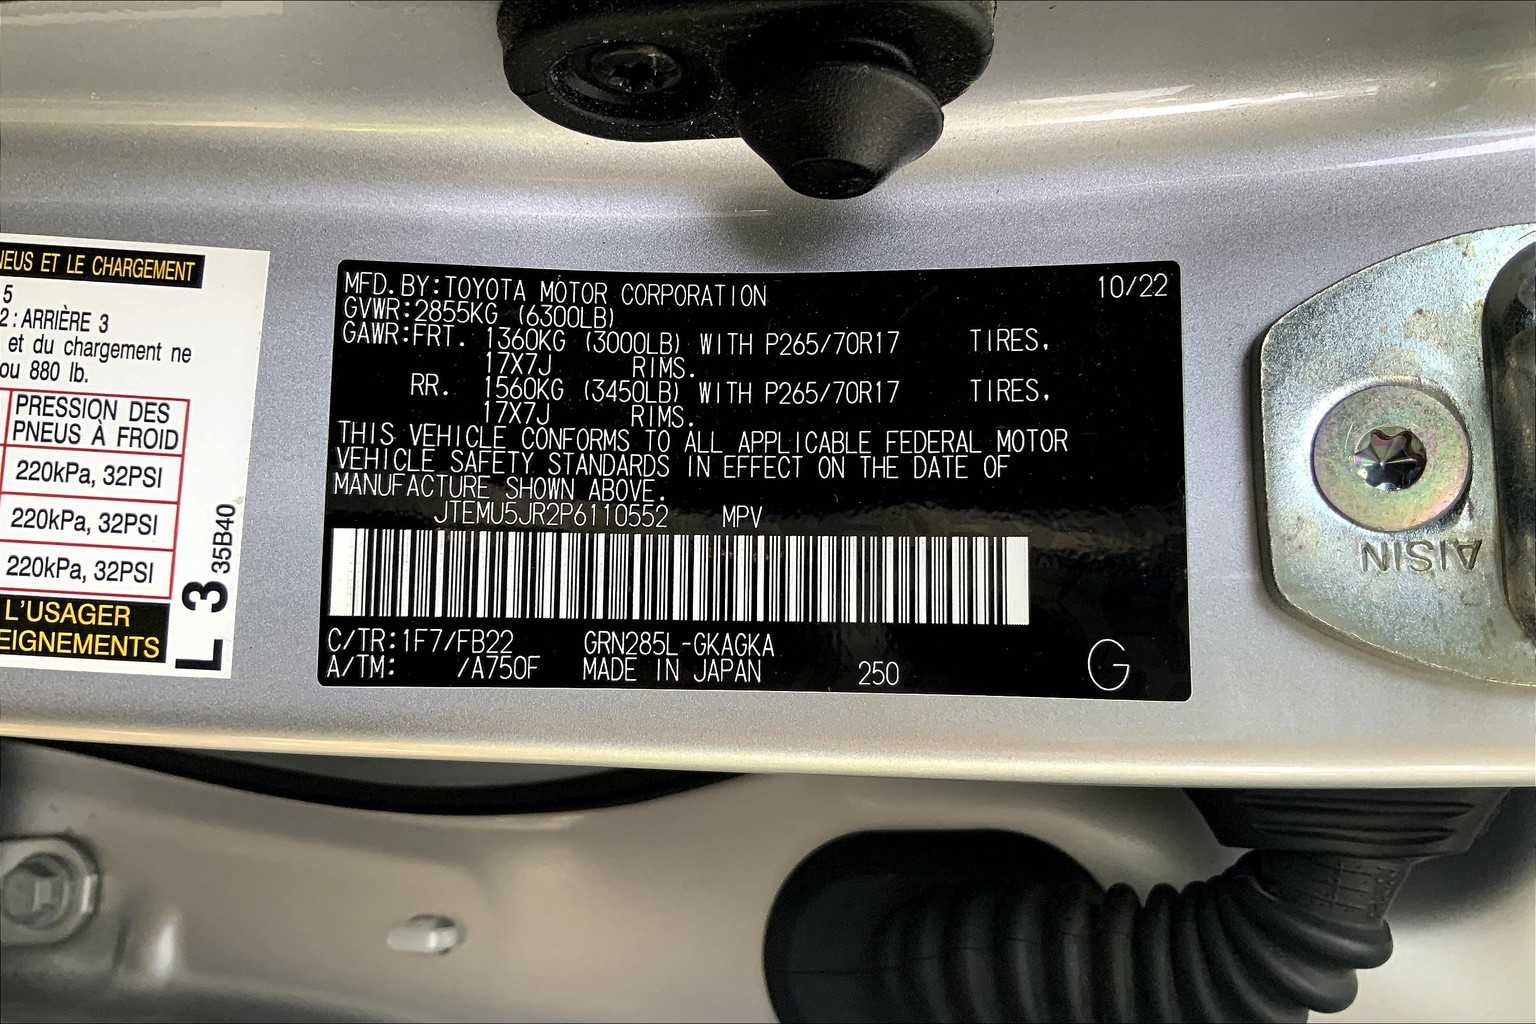 NEUS ET LE CHARGEMENT
5
2 : ARRIÈRE 3
et du chargement ne
ou 880 lb.
PRESSION DES
PNEUS À FROID
220kPa, 32PSI
220kPa, 32PSI
220kPa, 32PSI
L'USAGER
EIGNEMENTS
L 3 35B40
MFD.BY:TOYOTA MOTOR CORPORATION 10/22
GVWR:2855KG (6300LB)
GAWR:FRT. 1360KG (3000LB) WITH P265/70R17 TIRES,
17X7J RIMS.
RR. 1560KG (3450LB) WITH P265/70R17 TIRES,
17X7J RIMS.
THIS VEHICLE CONFORMS TO ALL APPLICABLE FEDERAL MOTOR
VEHICLE SAFETY STANDARDS IN EFFECT ON THE DATE OF
MANUFACTURE SHOWN ABOVE.
JTEMU5JR2P6110552 MPV
C/TR:1F7/FB22 GRN285L-GKAGKA
A/TM: /A750F MADE IN JAPAN 250 G
AISIN